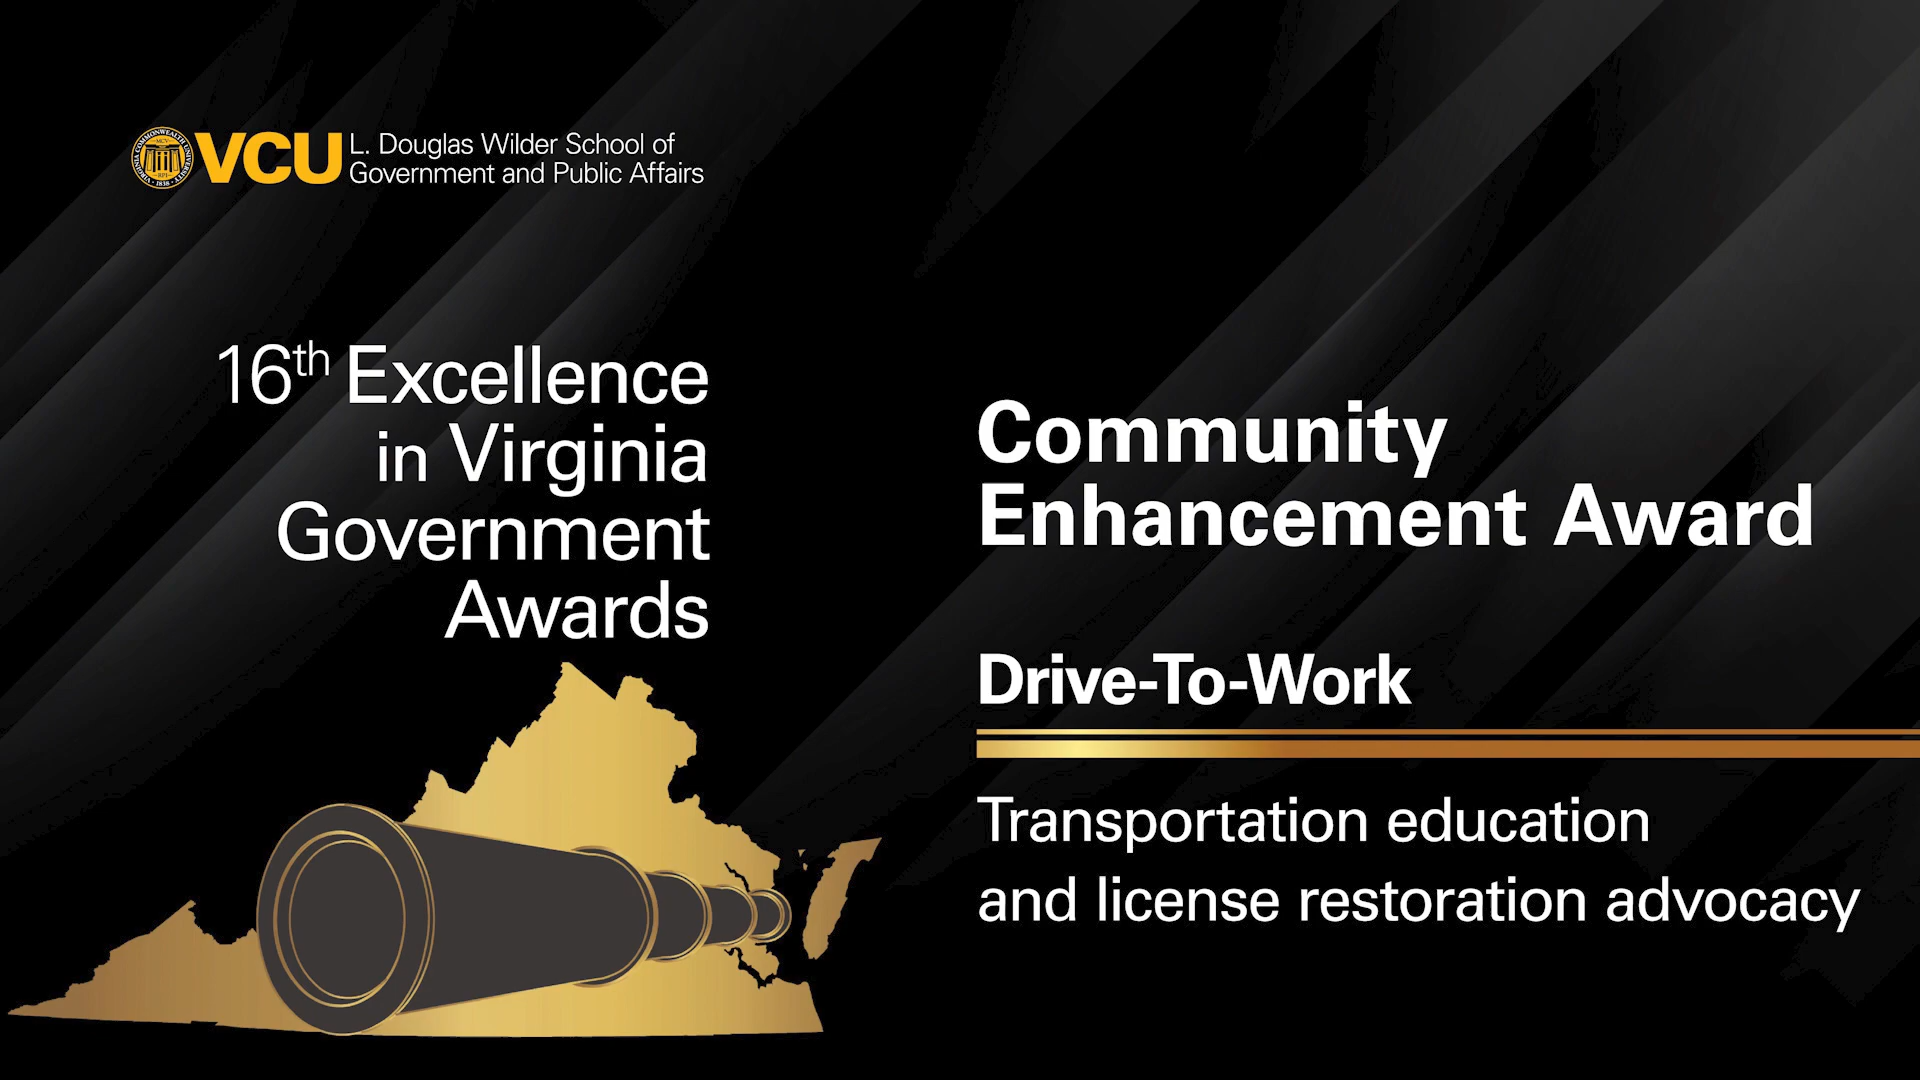 VCU
L. Douglas Wilder School of
Government and Public Affairs
16th Excellence
in Virginia
Government
Awards
Community
Enhancement Award
Drive-To-Work
Transportation education
and license restoration advocacy